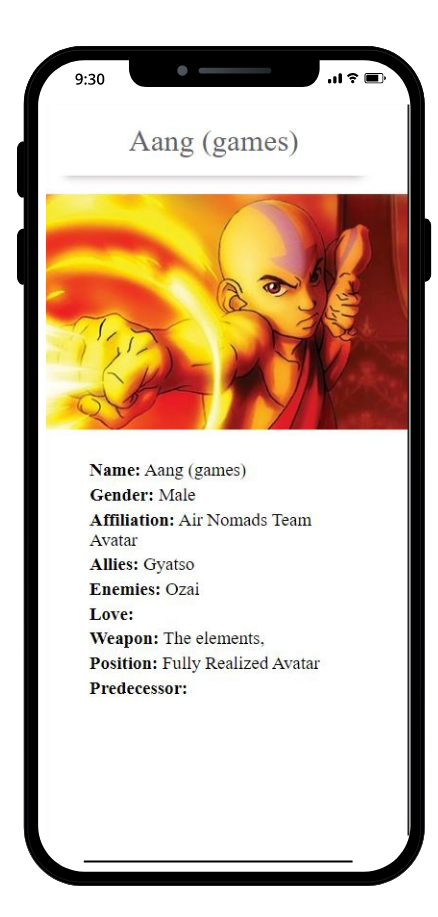 9:30
Aang (games)
Name: Aang (games)
Gender: Male
Affiliation: Air Nomads Team
Avatar
Allies: Gyatso
Enemies: Ozai
Love:
Weapon: The elements,
Position: Fully Realized Avatar
Predecessor: